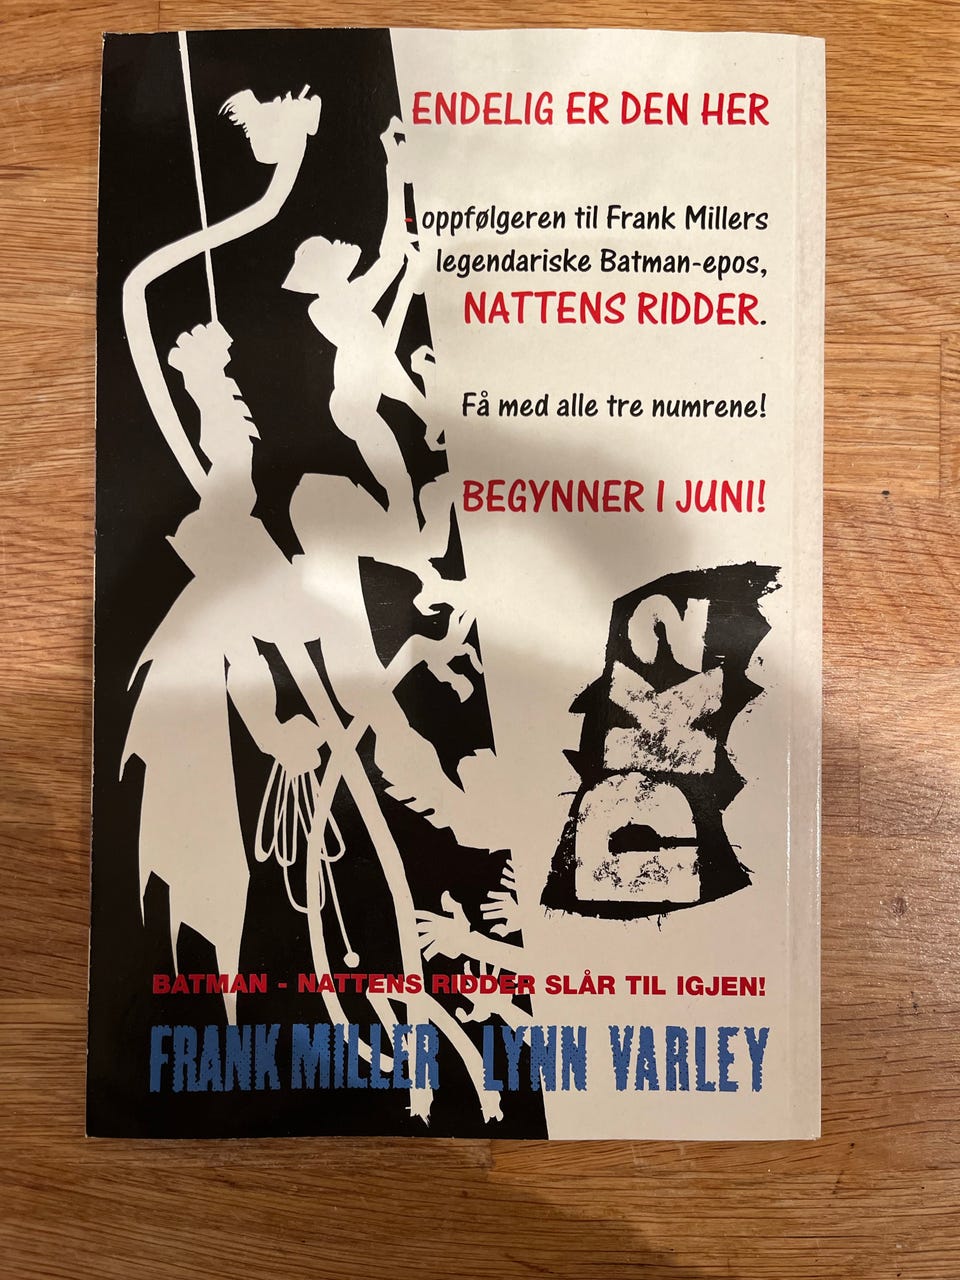 ENDELIG ER DEN HER
- oppfølgeren til Frank Millers
legendariske Batman-epos,
NATTENS RIDDER.
Få med alle tre numrene!
BEGYNNER I JUNI!
DK2
BATMAN - NATTENS RIDDER SLÅR TIL IGJEN!
FRANK MILLER LYNN VARLEY